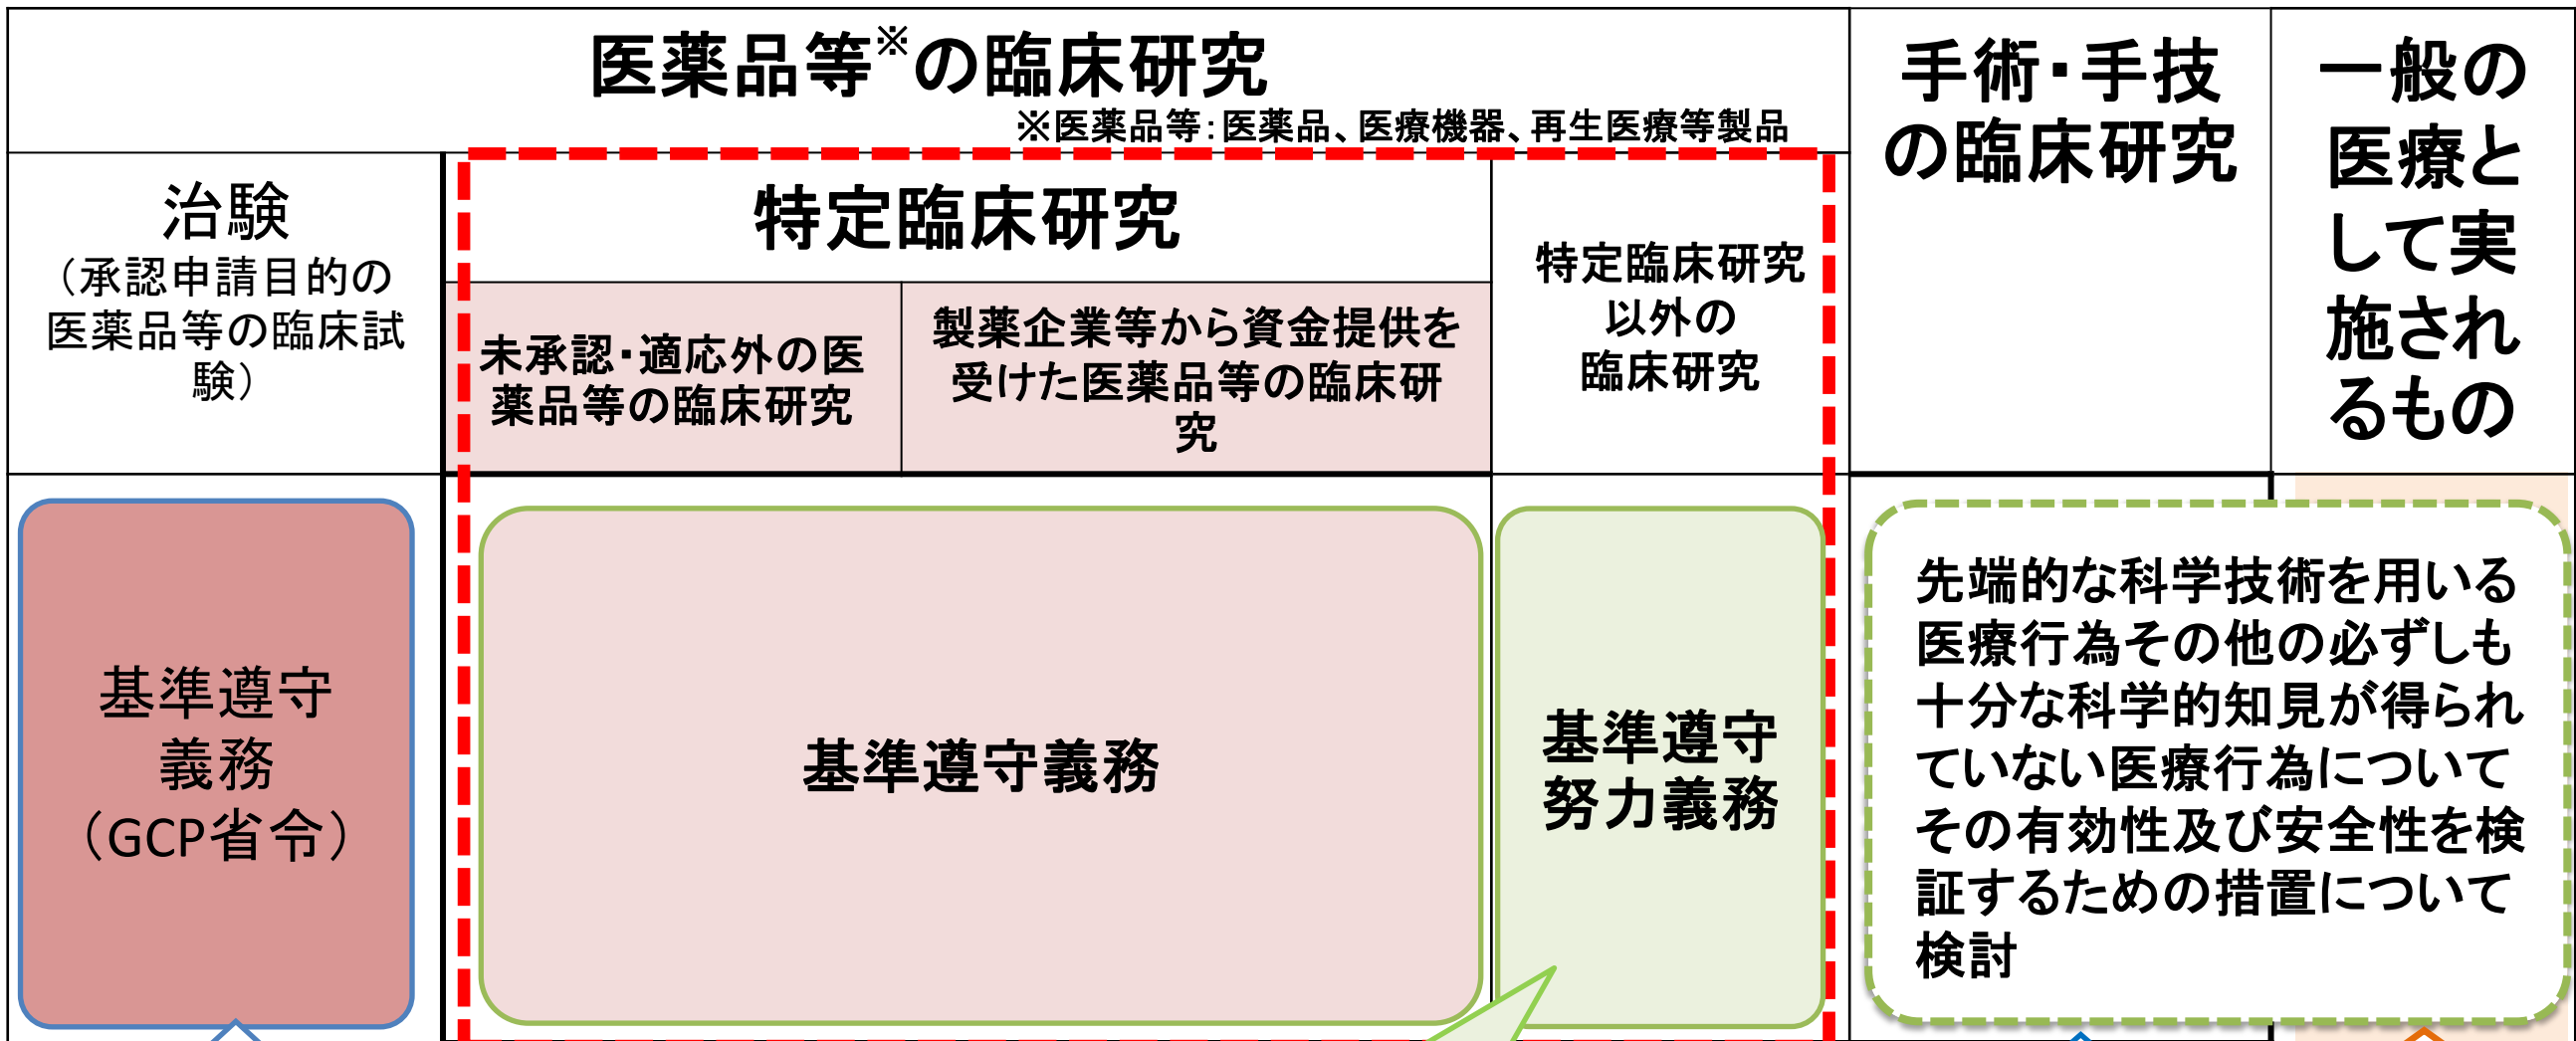 医薬品等※の臨床研究
※医薬品等：医薬品、医療機器、再生医療等製品
手術・手技
の臨床研究
一般の
医療と
して実
施され
るもの
治験
（承認申請目的の
医薬品等の臨床試
験）
特定臨床研究
未承認・適応外の医
薬品等の臨床研究
製薬企業等から資金提供を
受けた医薬品等の臨床研
究
特定臨床研究
以外の
臨床研究
基準遵守
義務
（GCP省令）
基準遵守義務
基準遵守
努力義務
先端的な科学技術を用いる
医療行為その他の必ずしも
十分な科学的知見が得られ
ていない医療行為について
その有効性及び安全性を検
証するための措置について
検討